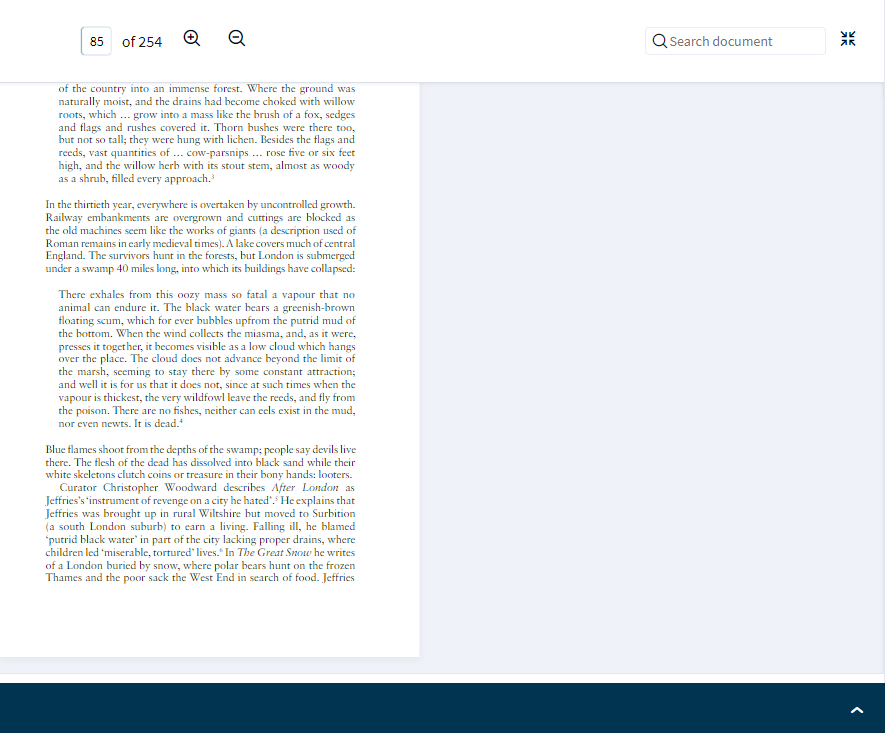 85 of 254 Search document
of the country into an immense forest. Where the ground was
naturally moist, and the drains had become choked with willow
roots, which ... grow into a mass like the brush of a fox, sedges
and flags and rushes covered it. Thorn bushes were there too,
but not so tall; they were hung with lichen. Besides the flags and
reeds, vast quantities of ... cow-parsnips ... rose five or six feet
high, and the willow herb with its stout stem, almost as woody
as a shrub, filled every approach.³
In the thirtieth year, everywhere is overtaken by uncontrolled growth.
Railway embankments are overgrown and cuttings are blocked as
the old machines seem like the works of giants (a description used of
Roman remains in early medieval times). A lake covers much of central
England. The survivors hunt in the forests, but London is submerged
under a swamp 40 miles long, into which its buildings have collapsed:
There exhales from this oozy mass so fatal a vapour that no
animal can endure it. The black water bears a greenish-brown
floating scum, which for ever bubbles upfrom the putrid mud of
the bottom. When the wind collects the miasma, and, as it were,
presses it together, it becomes visible as a low cloud which hangs
over the place. The cloud does not advance beyond the limit of
the marsh, seeming to stay there by some constant attraction;
and well it is for us that it does not, since at such times when the
vapour is thickest, the very wildfowl leave the reeds, and fly from
the poison. There are no fishes, neither can eels exist in the mud,
nor even newts. It is dead.⁴
Blue flames shoot from the depths of the swamp; people say devils live
there. The flesh of the dead has dissolved into black sand while their
white skeletons clutch coins or treasure in their bony hands: looters.
Curator Christopher Woodward describes After London as
Jeffries's 'instrument of revenge on a city he hated'.⁵ He explains that
Jeffries was brought up in rural Wiltshire but moved to Surbition
(a south London suburb) to earn a living. Falling ill, he blamed
'putrid black water' in part of the city lacking proper drains, where
children led 'miserable, tortured' lives.⁶ In The Great Snow he writes
of a London buried by snow, where polar bears hunt on the frozen
Thames and the poor sack the West End in search of food. Jeffries